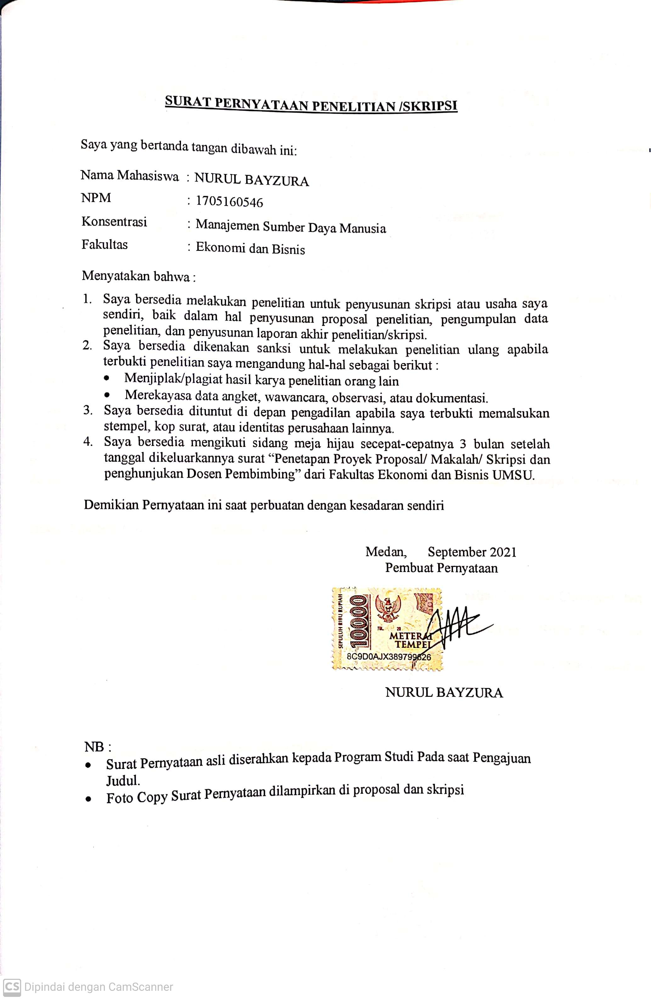 SURAT PERNYATAAN PENELITIAN /SKRIPSI
Saya yang bertanda tangan dibawah ini:
Nama Mahasiswa : NURUL BAYZURA
NPM : 1705160546
Konsentrasi : Manajemen Sumber Daya Manusia
Fakultas : Ekonomi dan Bisnis
Menyatakan bahwa :
1. Saya bersedia melakukan penelitian untuk penyusunan skripsi atau usaha saya
sendiri, baik dalam hal penyusunan proposal penelitian, pengumpulan data
penelitian, dan penyusunan laporan akhir penelitian/skripsi.
2. Saya bersedia dikenakan sanksi untuk melakukan penelitian ulang apabila
terbukti penelitian saya mengandung hal-hal sebagai berikut :
• Menjiplak/plagiat hasil karya penelitian orang lain
• Merekayasa data angket, wawancara, observasi, atau dokumentasi.
3. Saya bersedia dituntut di depan pengadilan apabila saya terbukti memalsukan
stempel, kop surat, atau identitas perusahaan lainnya.
4. Saya bersedia mengikuti sidang meja hijau secepat-cepatnya 3 bulan setelah
tanggal dikeluarkannya surat “Penetapan Proyek Proposal/ Makalah/ Skripsi dan
penghunjukan Dosen Pembimbing” dari Fakultas Ekonomi dan Bisnis UMSU.
Demikian Pernyataan ini saat perbuatan dengan kesadaran sendiri
Medan, September 2021
Pembuat Pernyataan
SEPULUH RIBU RUPIAH
10000
TGL 20
METERAI
TEMPEL
8C9D0AJX389799626
NURUL BAYZURA
NB :
• Surat Pernyataan asli diserahkan kepada Program Studi Pada saat Pengajuan
Judul.
• Foto Copy Surat Pernyataan dilampirkan di proposal dan skripsi
CS Dipindai dengan CamScanner